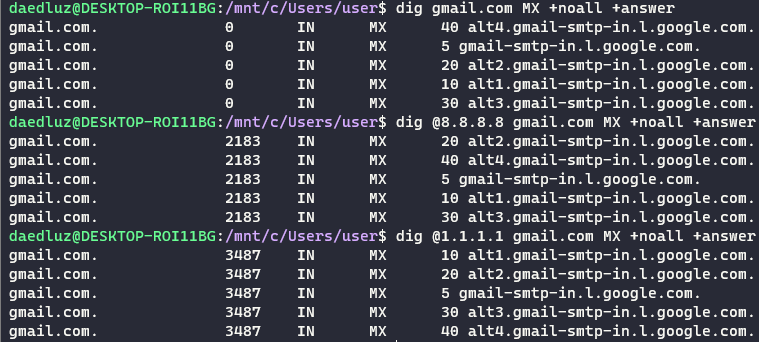 daedluz@DESKTOP-ROI11BG:/mnt/c/Users/user$ dig gmail.com MX +noall +answer
gmail.com. 0 IN MX 40 alt4.gmail-smtp-in.l.google.com.
gmail.com. 0 IN MX 5 gmail-smtp-in.l.google.com.
gmail.com. 0 IN MX 20 alt2.gmail-smtp-in.l.google.com.
gmail.com. 0 IN MX 10 alt1.gmail-smtp-in.l.google.com.
gmail.com. 0 IN MX 30 alt3.gmail-smtp-in.l.google.com.
daedluz@DESKTOP-ROI11BG:/mnt/c/Users/user$ dig @8.8.8.8 gmail.com MX +noall +answer
gmail.com. 2183 IN MX 20 alt2.gmail-smtp-in.l.google.com.
gmail.com. 2183 IN MX 40 alt4.gmail-smtp-in.l.google.com.
gmail.com. 2183 IN MX 5 gmail-smtp-in.l.google.com.
gmail.com. 2183 IN MX 10 alt1.gmail-smtp-in.l.google.com.
gmail.com. 2183 IN MX 30 alt3.gmail-smtp-in.l.google.com.
daedluz@DESKTOP-ROI11BG:/mnt/c/Users/user$ dig @1.1.1.1 gmail.com MX +noall +answer
gmail.com. 3487 IN MX 10 alt1.gmail-smtp-in.l.google.com.
gmail.com. 3487 IN MX 20 alt2.gmail-smtp-in.l.google.com.
gmail.com. 3487 IN MX 5 gmail-smtp-in.l.google.com.
gmail.com. 3487 IN MX 30 alt3.gmail-smtp-in.l.google.com.
gmail.com. 3487 IN MX 40 alt4.gmail-smtp-in.l.google.com.